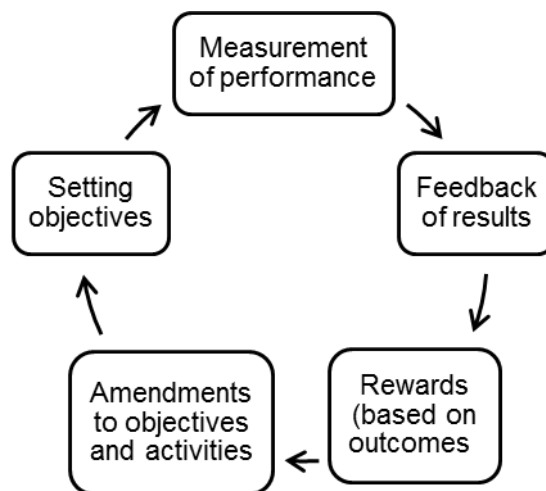 Measurement
of performance
Setting
objectives
Feedback
of results
Amendments
to objectives
and activities
Rewards
(based on
outcomes